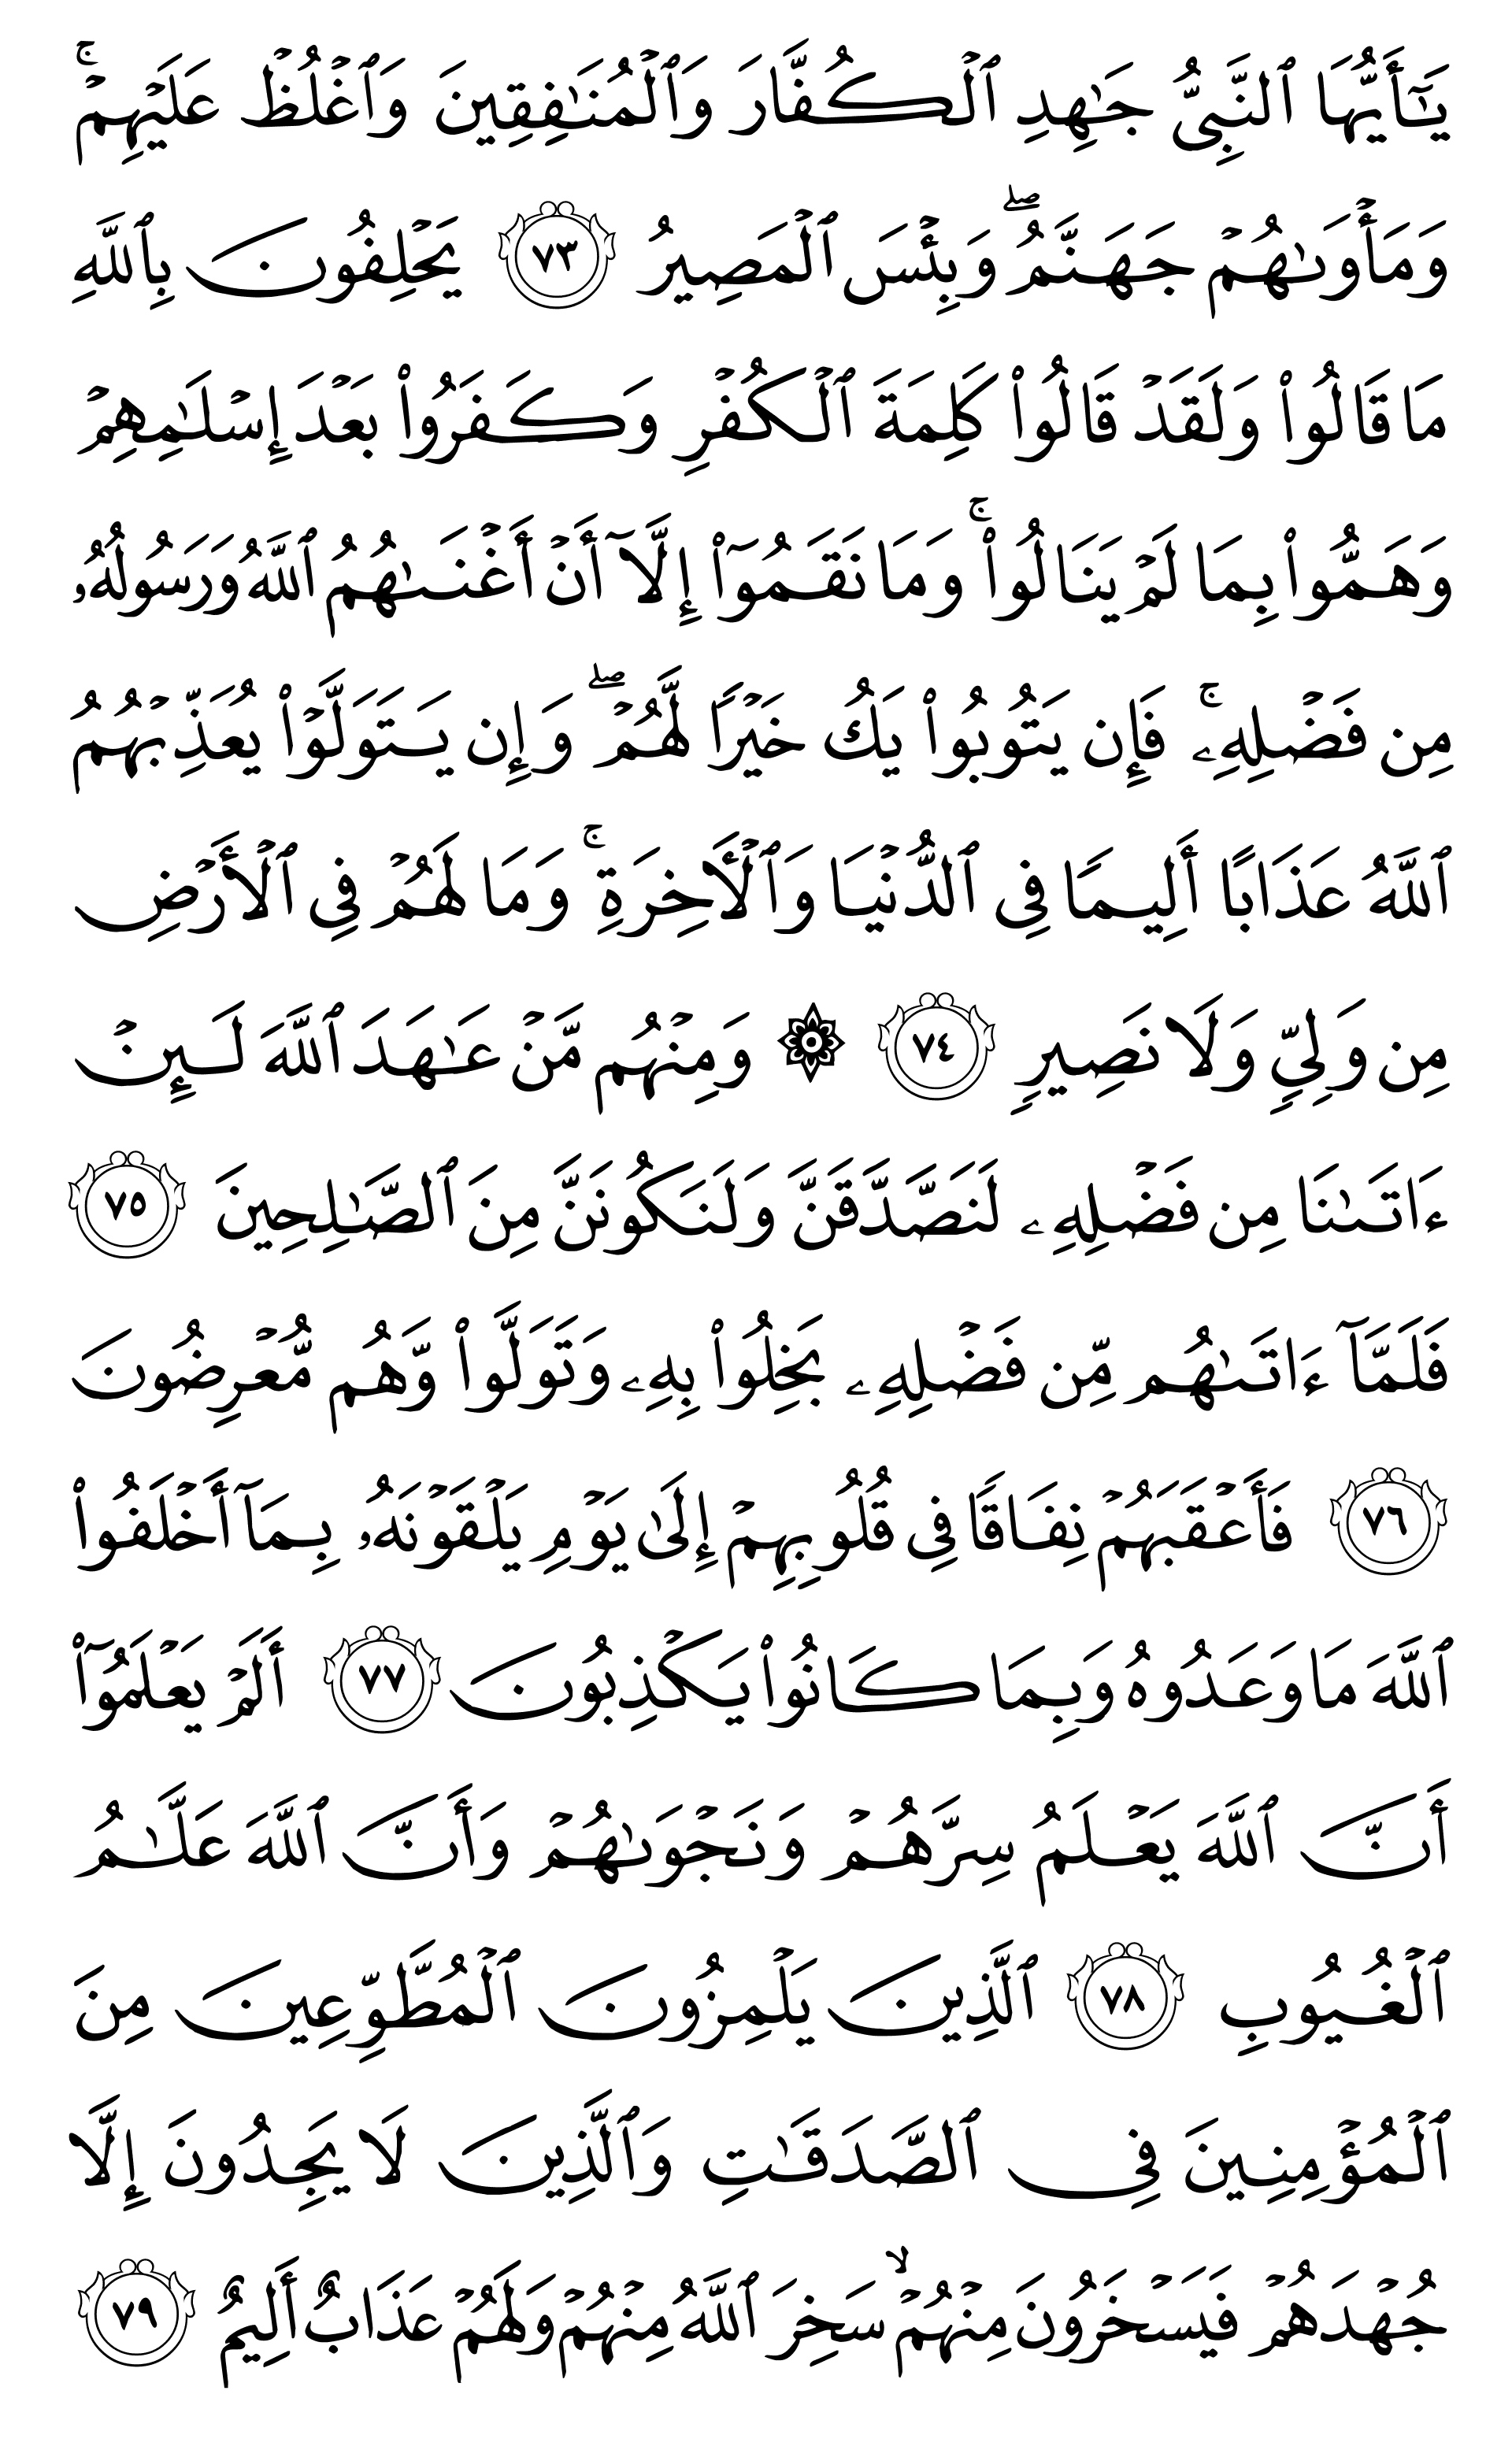 يَـٰٓأَيُّهَا ٱلنَّبِىُّ جَـٰهِدِ ٱلۡكُفَّارَ وَٱلۡمُنَـٰفِقِينَ وَٱغۡلُظۡ عَلَيۡهِمۡۚ
وَمَأۡوَىٰهُمۡ جَهَنَّمُۖ وَبِئۡسَ ٱلۡمَصِيرُ ٧٣ يَحۡلِفُونَ بِٱللَّهِ
مَا قَالُواْ وَلَقَدۡ قَالُواْ كَلِمَةَ ٱلۡكُفۡرِ وَكَفَرُواْ بَعۡدَ إِسۡلَـٰمِهِمۡ
وَهَمُّواْ بِمَا لَمۡ يَنَالُواْۚ وَمَا نَقَمُوٓاْ إِلَّآ أَنۡ أَغۡنَىٰهُمُ ٱللَّهُ وَرَسُولُهُۥ
مِن فَضۡلِهِۦۚ فَإِن يَتُوبُواْ يَكُ خَيۡرًا لَّهُمۡۖ وَإِن يَتَوَلَّوۡاْ يُعَذِّبۡهُمُ
ٱللَّهُ عَذَابًا أَلِيمًا فِى ٱلدُّنۡيَا وَٱلۡأَخِرَةِۚ وَمَا لَهُمۡ فِى ٱلۡأَرۡضِ
مِن وَلِىٍّ وَلَا نَصِيرٍ ٧٤ ۞ وَمِنۡهُم مَّنۡ عَـٰهَدَ ٱللَّهَ لَئِنۡ
ءَاتَىٰنَا مِن فَضۡلِهِۦ لَنَصَّدَّقَنَّ وَلَنَكُونَنَّ مِنَ ٱلصَّـٰلِحِينَ ٧٥
فَلَمَّآ ءَاتَىٰهُم مِّن فَضۡلِهِۦ بَخِلُواْ بِهِۦ وَتَوَلَّواْ وَّهُم مُّعۡرِضُونَ
٧٦ فَأَعۡقَبَهُمۡ نِفَاقًا فِى قُلُوبِهِمۡ إِلَىٰ يَوۡمِ يَلۡقَوۡنَهُۥ بِمَآ أَخۡلَفُواْ
ٱللَّهَ مَا وَعَدُوهُ وَبِمَا كَانُواْ يَكۡذِبُونَ ٧٧ أَلَمۡ يَعۡلَمُوٓاْ
أَنَّ ٱللَّهَ يَعۡلَمُ سِرَّهُمۡ وَنَجۡوَىٰهُمۡ وَأَنَّ ٱللَّهَ عَلَّـٰمُ
ٱلۡغُيُوبِ ٧٨ ٱلَّذِينَ يَلۡمِزُونَ ٱلۡمُطَّوِّعِينَ مِنَ
ٱلۡمُؤۡمِنِينَ فِى ٱلصَّدَقَـٰتِ وَٱلَّذِينَ لَا يَجِدُونَ إِلَّا
جُهۡدَهُمۡ فَيَسۡخَرُونَ مِنۡهُمۡۙ سَخِرَ ٱللَّهُ مِنۡهُمۡ وَلَهُمۡ عَذَابٌ أَلِيمٌ ٧٩